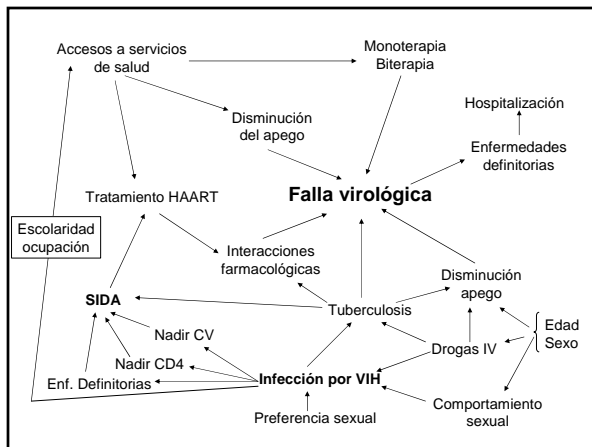 Accesos a servicios
de salud
Monoterapia
Biterapia
Hospitalización
Disminución
del apego
Enfermedades
definitorias
Falla virológica
Tratamiento HAART
Escolaridad
ocupación
Interacciones
farmacológicas
Disminución
apego
SIDA
Tuberculosis
Edad
Sexo
Nadir CV
Drogas IV
Nadir CD4
Enf. Definitorias
Infección por VIH
Comportamiento
sexual
Preferencia sexual